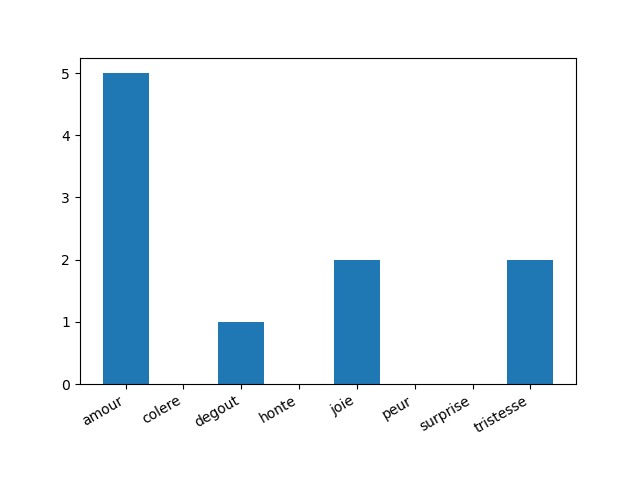 5
4
3
2
1
0
amour
colere
degout
honte
joie
peur
surprise
tristesse